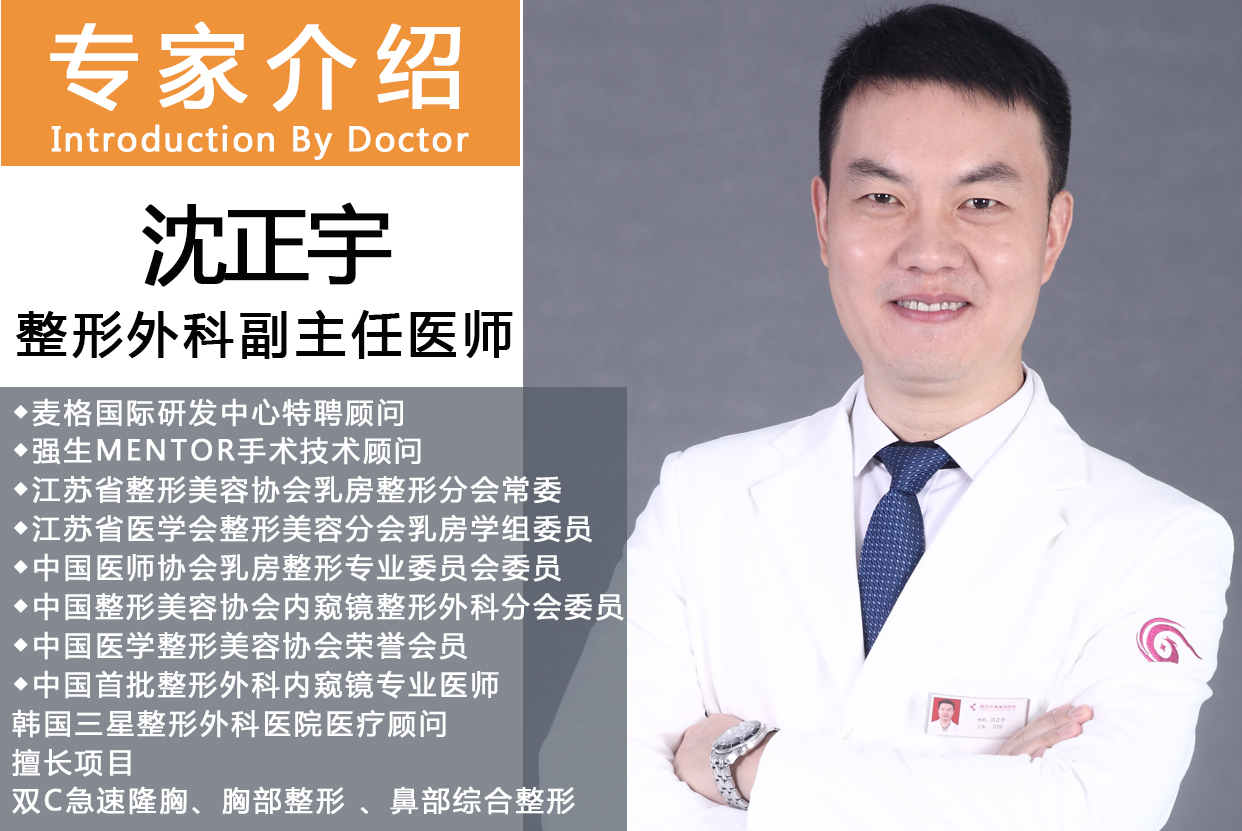 专家介绍
Introduction By Doctor
沈正宇
整形外科副主任医师
◆麦格国际研发中心特聘顾问
◆强生MENTOR手术技术顾问
◆江苏省整形美容协会乳房整形分会常委
◆江苏省医学会整形美容分会乳房学组委员
◆中国医师协会乳房整形专业委员会委员
◆中国整形美容协会内窥镜整形外科分会委员
◆中国医学整形美容协会荣誉会员
◆中国首批整形外科内窥镜专业医师
韩国三星整形外科医院医疗顾问
擅长项目
双C急速隆胸、胸部整形 、鼻部综合整形
沈正宇
029